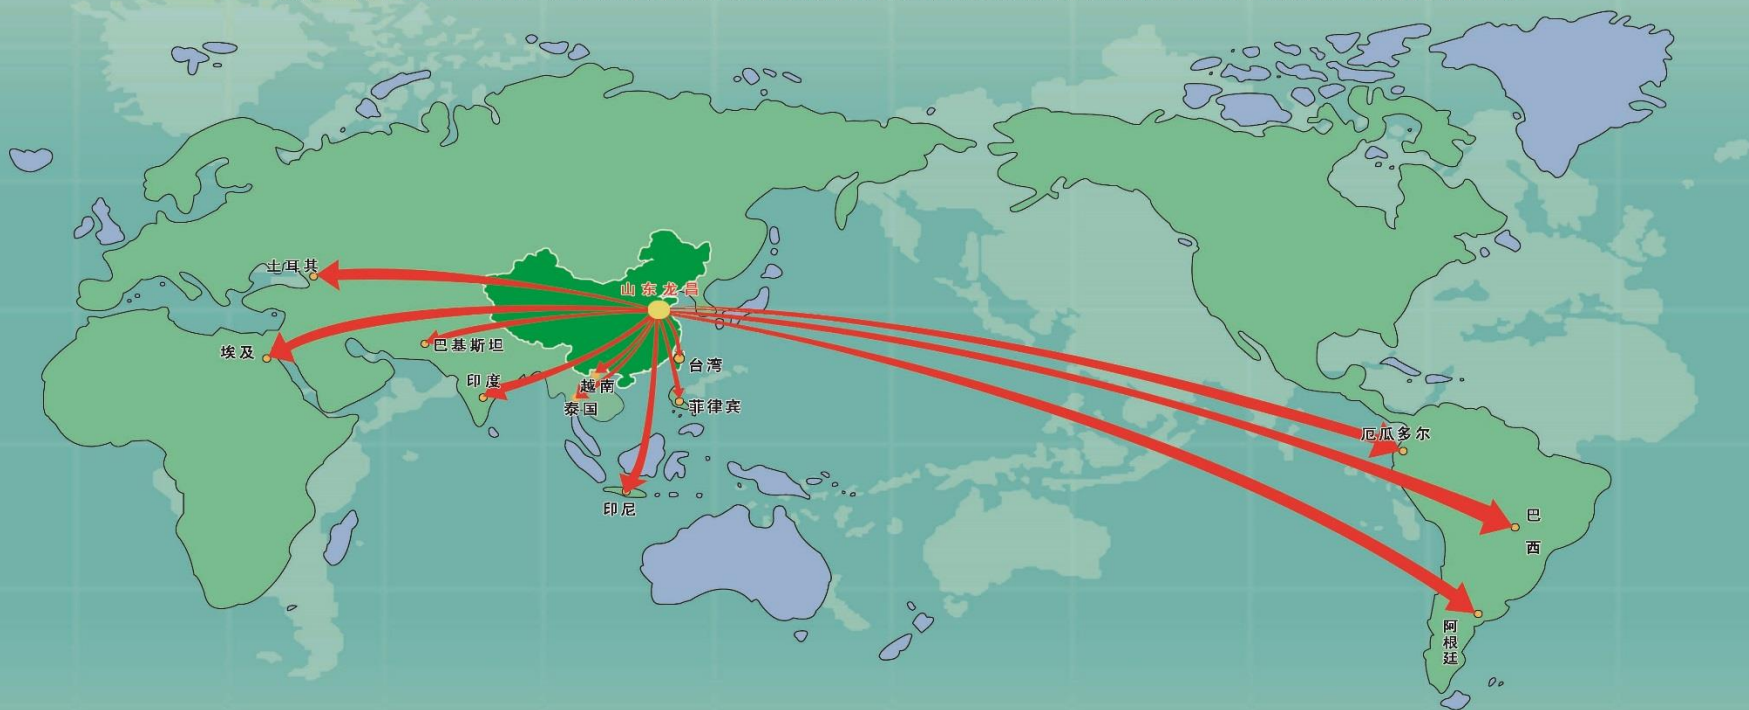 土耳其
山东龙昌
埃及
巴基斯坦
台湾
印度
越南
泰国
菲律宾
厄瓜多尔
印尼
巴西
阿根廷